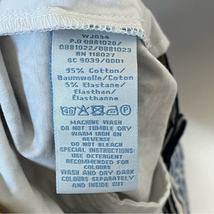 WJ034
P.O 0881020/
0881022/0881023
RN 118027
GC 9039/0001
95% Cotton/
Baumwolle/Coton
5% Elastane/
Elasthan/
Elasthanne
MACHINE WASH
DO NOT TUMBLE DRY
WARM IRON ON
REVERSE
DO NOT BLEACH
SPECIAL INSTRUCTIONS:
USE DETERGENT
RECOMMENDED FOR
COLOURS
WASH AND DRY DARK
COLOURS SEPARATELY
AND INSIDE OUT